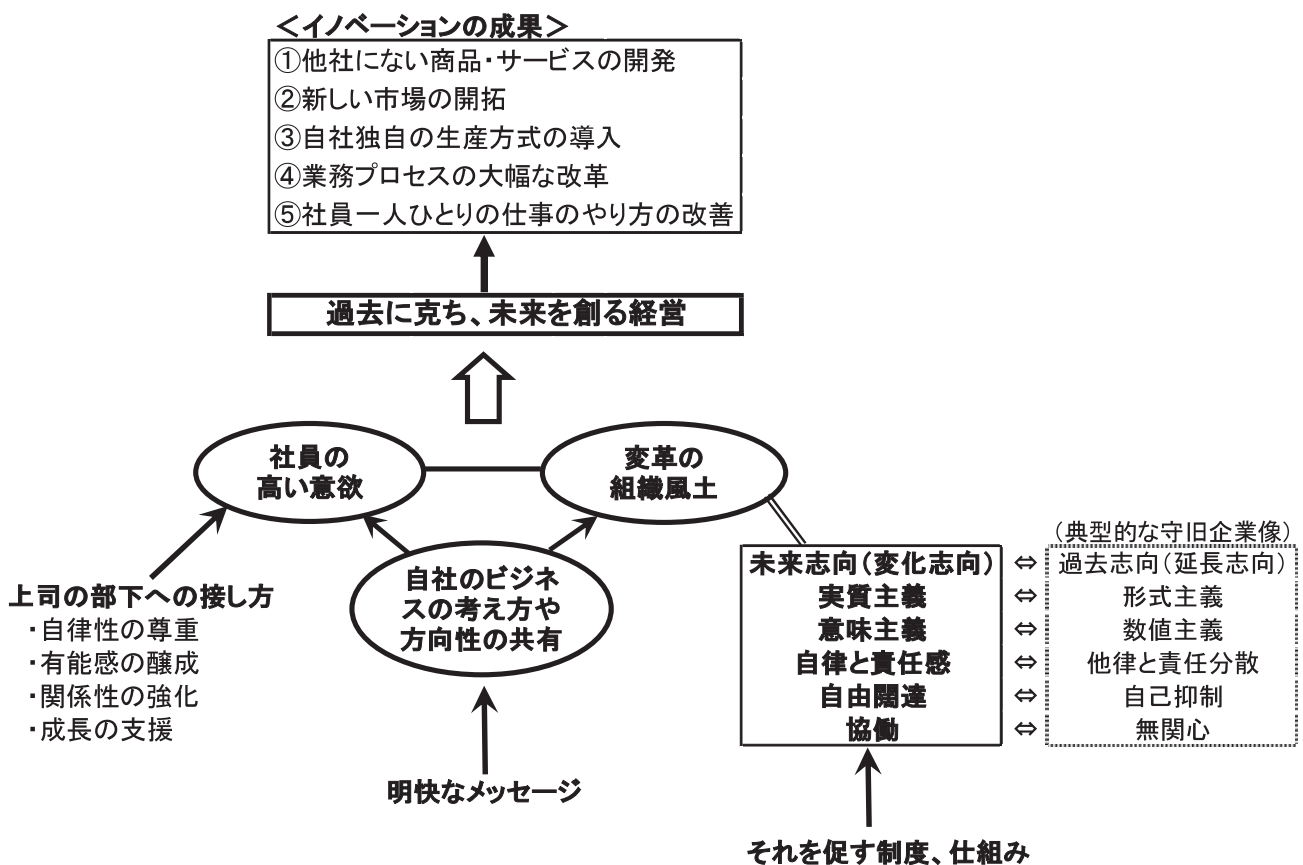 ＜イノベーションの成果＞
①他社にない商品・サービスの開発
②新しい市場の開拓
③自社独自の生産方式の導入
④業務プロセスの大幅な改革
⑤社員一人ひとりの仕事のやり方の改善
過去に克ち、未来を創る経営
社員の
高い意欲
変革の
組織風土
自社のビジネ
スの考え方や
方向性の共有
上司の部下への接し方
・自律性の尊重
・有能感の醸成
・関係性の強化
・成長の支援
明快なメッセージ
（典型的な守旧企業像）
未来志向（変化志向） ⇔ 過去志向（延長志向）
実質主義 ⇔ 形式主義
意味主義 ⇔ 数値主義
自律と責任感 ⇔ 他律と責任分散
自由闊達 ⇔ 自己抑制
協働 ⇔ 無関心
それを促す制度、仕組み